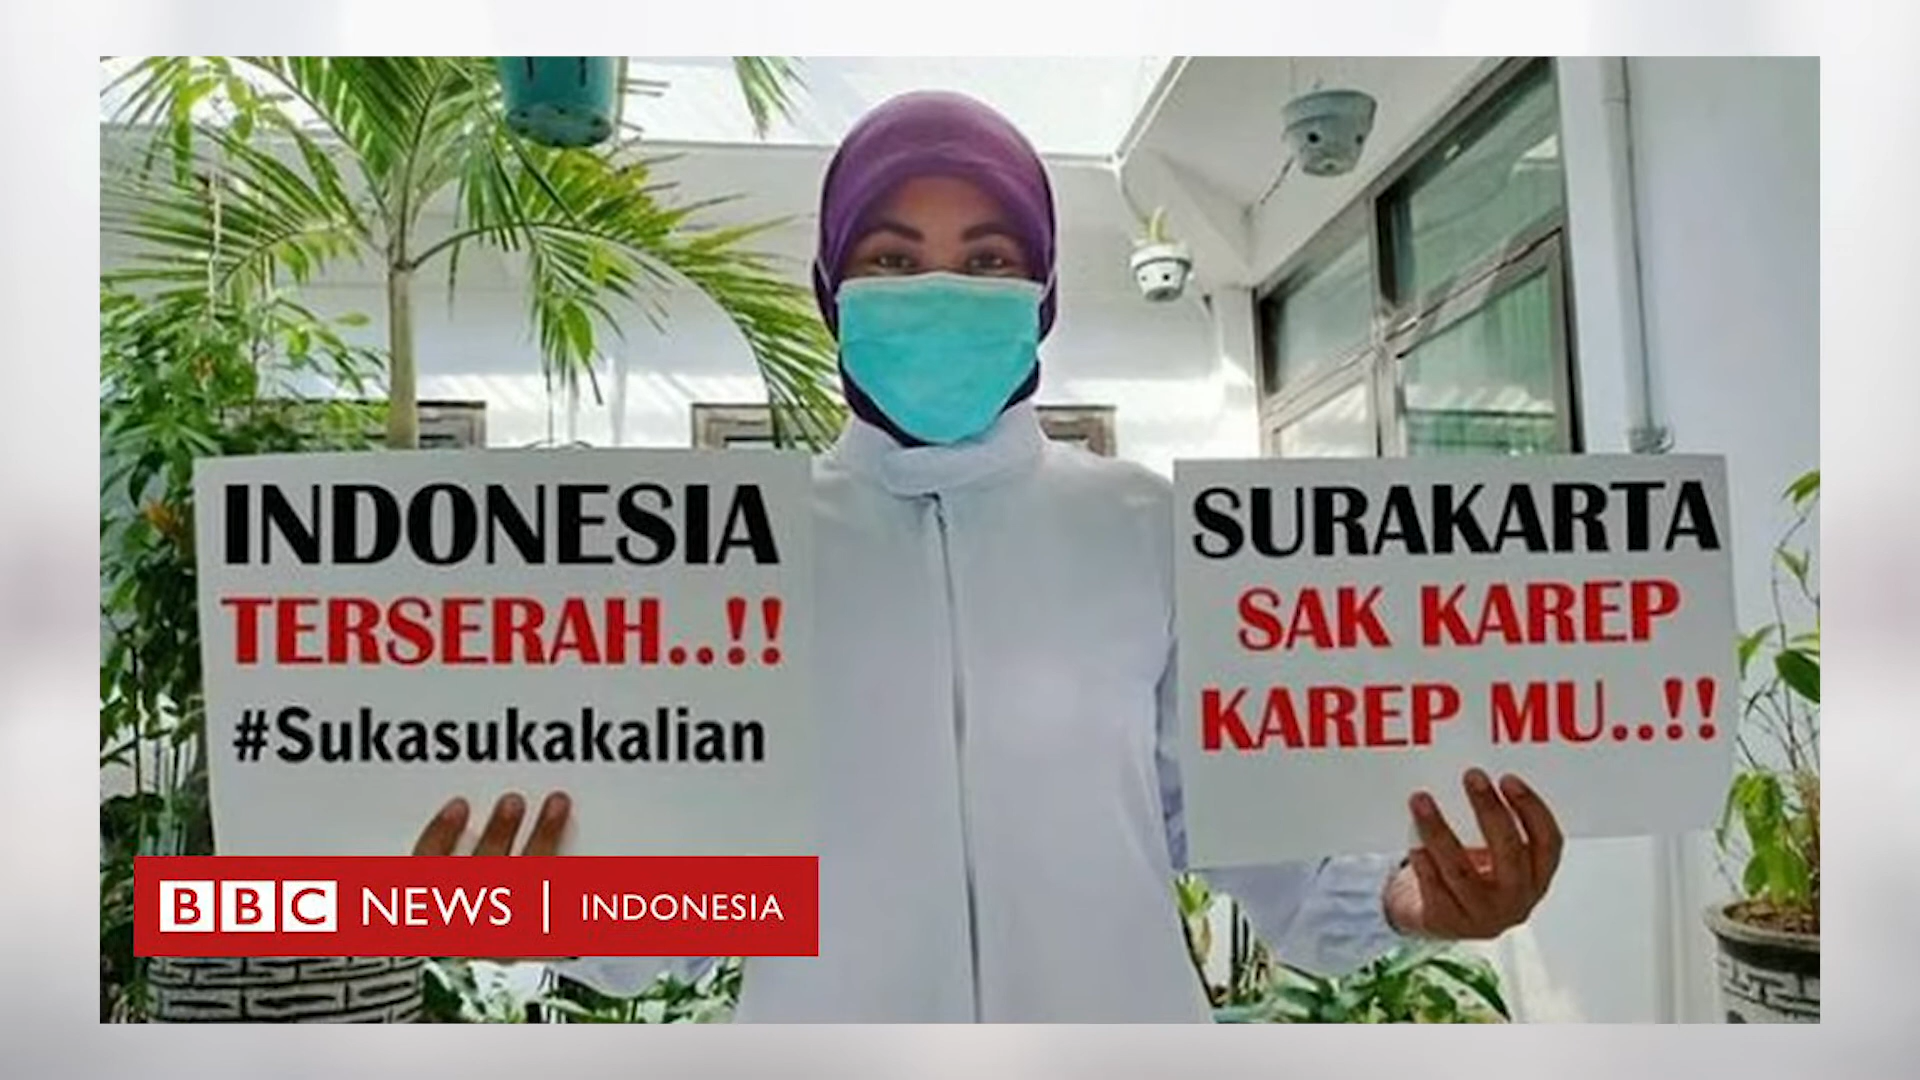 INDONESIA
TERSERAH..!!
#Sukasukakalian
SURAKARTA
SAK KAREP
KAREP MU..!!
BBC NEWS | INDONESIA